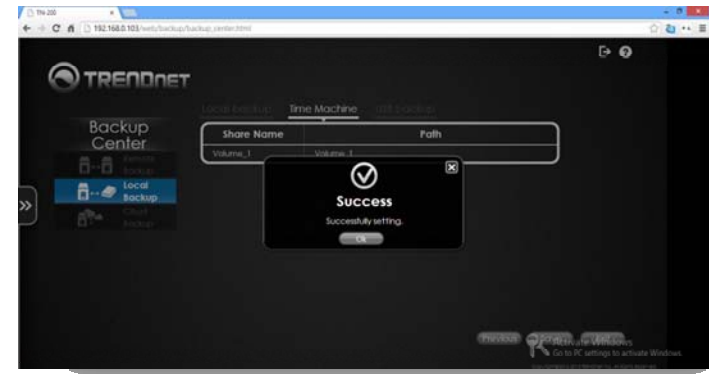 TN-200
192.168.0.103/web/backup/backup_center.html
TRENDNET
Local backup Time Machine USB backup
Backup
Center
Share Name Path
Volume_1 Volume_1
Remote
Backup
Local
Backup
Cloud
Backup
Success
Successfully setting.
Ok
Previous
Activate Windows
Go to PC settings to activate Windows.